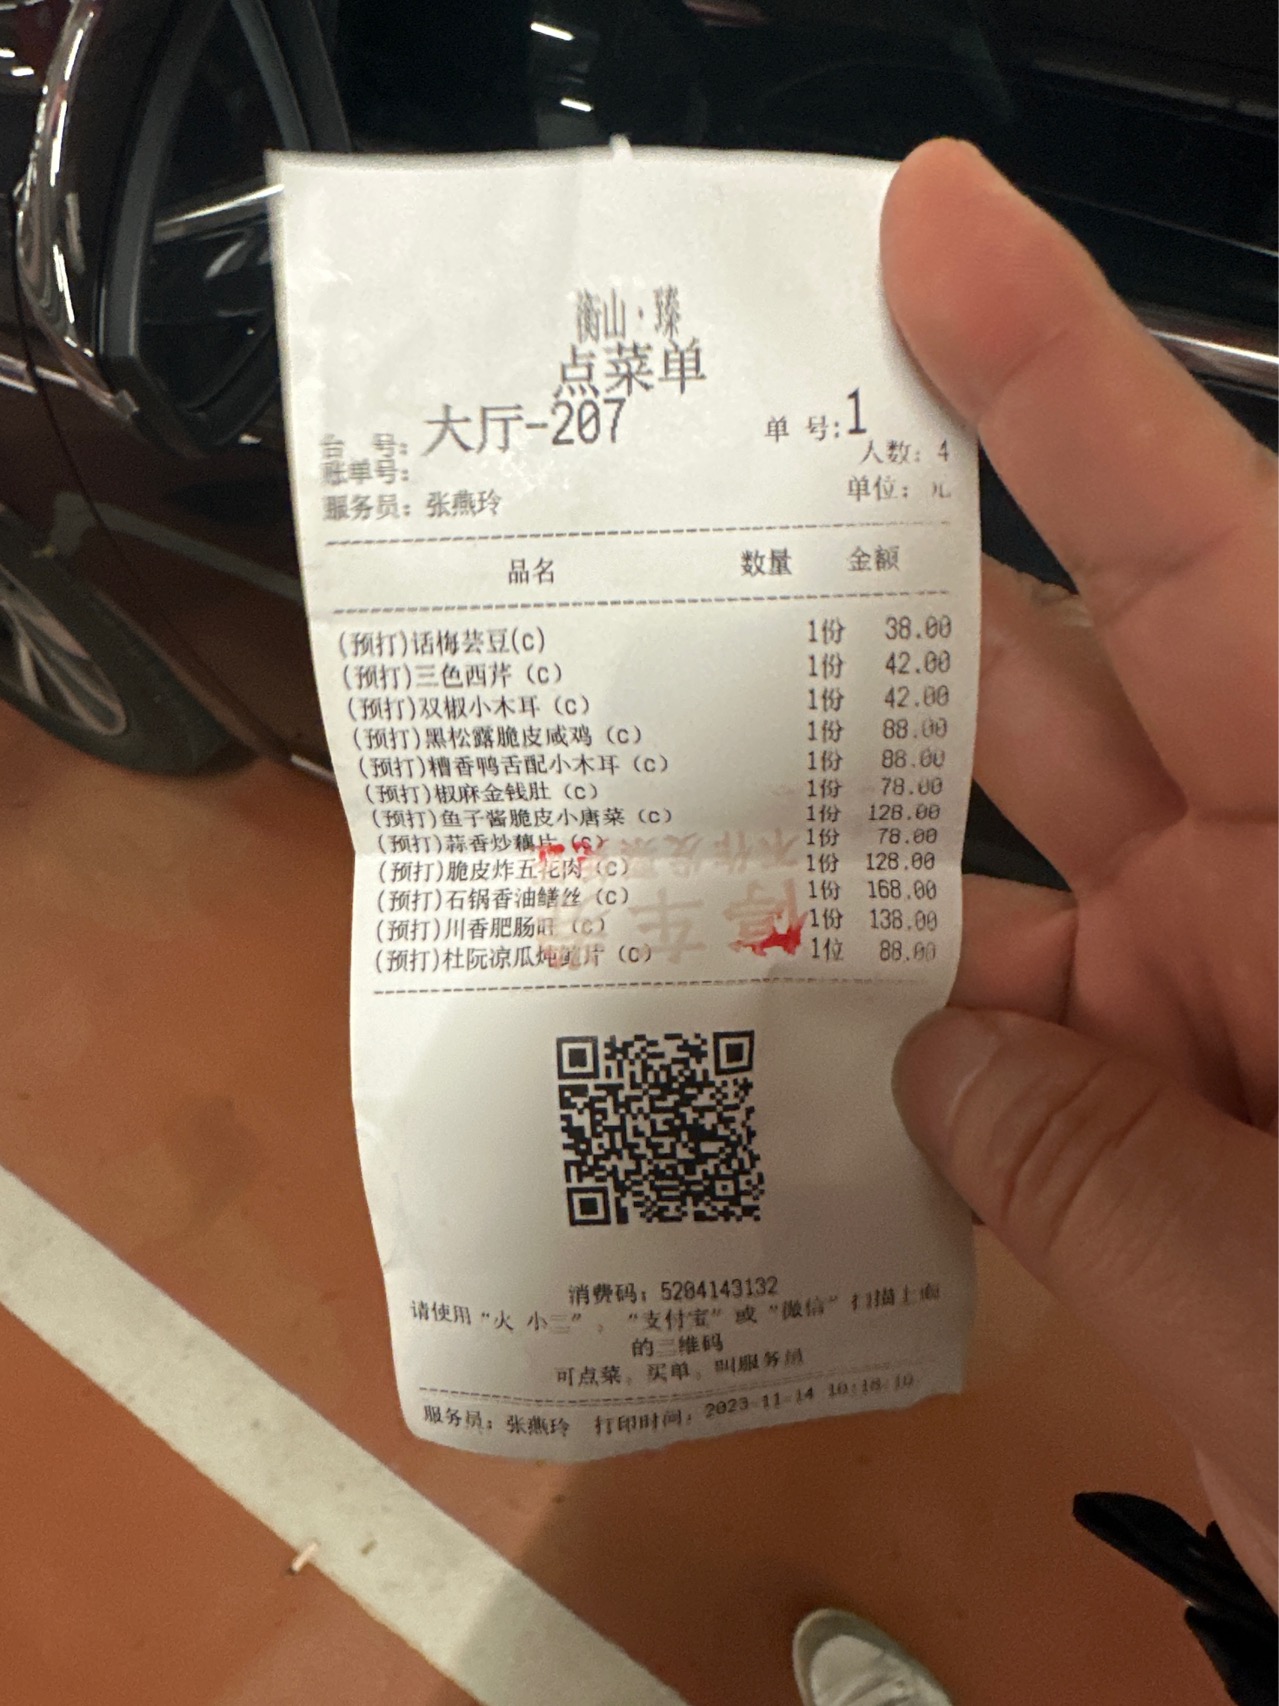 衡山·臻
点菜单
台 号: 大厅-207 单 号:1
账单号: 人数: 4
服务员: 张燕玲 单位: 元
品名 数量 金额
(预打)话梅芸豆(c) 1份 38.00
(预打)三色西芹 (c) 1份 42.00
(预打)双椒小木耳 (c) 1份 42.00
(预打)黑松露脆皮咸鸡 (c) 1份 88.00
(预打)糟香鸭舌配小木耳 (c) 1份 88.00
(预打)椒麻金钱肚 (c) 1份 78.00
(预打)鱼子酱脆皮小唐菜 (c) 1份 128.00
(预打)蒜香炒藕片 (c) 1份 78.00
(预打)脆皮炸五花肉 (c) 1份 128.00
(预打)石锅香油鳝丝 (c) 1份 168.00
(预打)川香肥肠旺 (c) 1份 138.00
(预打)杜阮凉瓜炖 片 (c) 1位 88.00
消费码: 5204143132
请使用“火 小二”、“支付宝”或“微信”扫描上面
的二维码
可点菜、买单、叫服务员
服务员: 张燕玲 打印时间: 2023-11-14